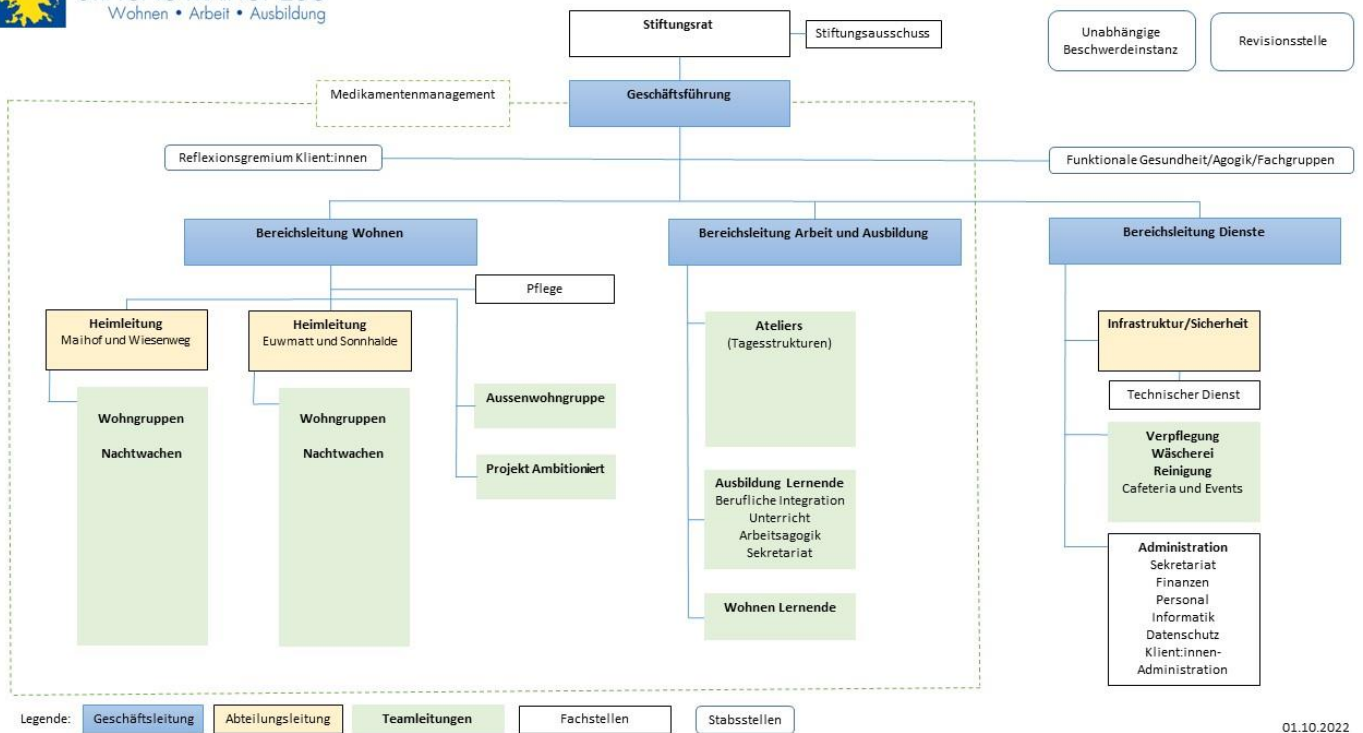 Wohnen • Arbeit • Ausbildung
Stiftungsrat
Stiftungsausschuss
Unabhängige
Beschwerdeinstanz
Revisionsstelle
Medikamentenmanagement
Geschäftsführung
Reflexionsgremium Klient:innen
Funktionale Gesundheit/Agogik/Fachgruppen
Bereichsleitung Wohnen
Bereichsleitung Arbeit und Ausbildung
Bereichsleitung Dienste
Pflege
Heimleitung
Maihof und Wiesenweg
Heimleitung
Euwmatt und Sonnhalde
Wohngruppen
Nachtwachen
Wohngruppen
Nachtwachen
Aussenwohngruppe
Projekt Ambitioniert
Ateliers
(Tagesstrukturen)
Ausbildung Lernende
Berufliche Integration
Unterricht
Arbeitsagogik
Sekretariat
Wohnen Lernende
Infrastruktur/Sicherheit
Technischer Dienst
Verpflegung
Wäscherei
Reinigung
Cafeteria und Events
Administration
Sekretariat
Finanzen
Personal
Informatik
Datenschutz
Klient:innen-
Administration
Legende:
Geschäftsleitung
Abteilungsleitung
Teamleitungen
Fachstellen
Stabsstellen
01.10.2022